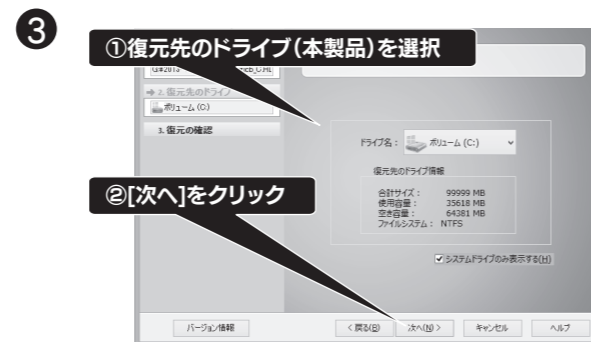 3
①復元先のドライブ(本製品)を選択
➔ 2. 復元先のドライブ
ボリューム (C:)
3. 復元の確認
ドライブ名: ボリューム (C:)
復元先のドライブ情報
合計サイズ: 99999 MB
使用容量: 35618 MB
空き容量: 64381 MB
ファイルシステム: NTFS
②[次へ]をクリック
システムドライブのみ表示する(H)
バージョン情報
< 戻る(B)
次へ(N) >
キャンセル
ヘルプ